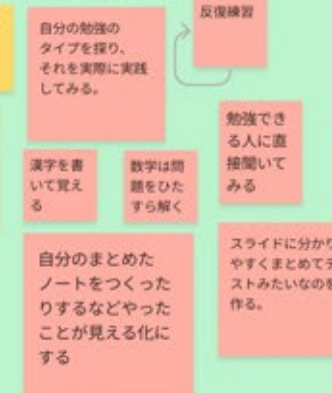 自分の勉強の
タイプを探り、
それを実際に実践
してみる。
反復練習
勉強でき
る人に直
接聞いて
みる
漢字を書
いて覚え
る
数学は問
題をひた
すら解く
自分のまとめた
ノートをつくった
りするなどやった
ことが見える化に
する
スライドに分かり
やすくまとめてテ
ストみたいなのを
作る。